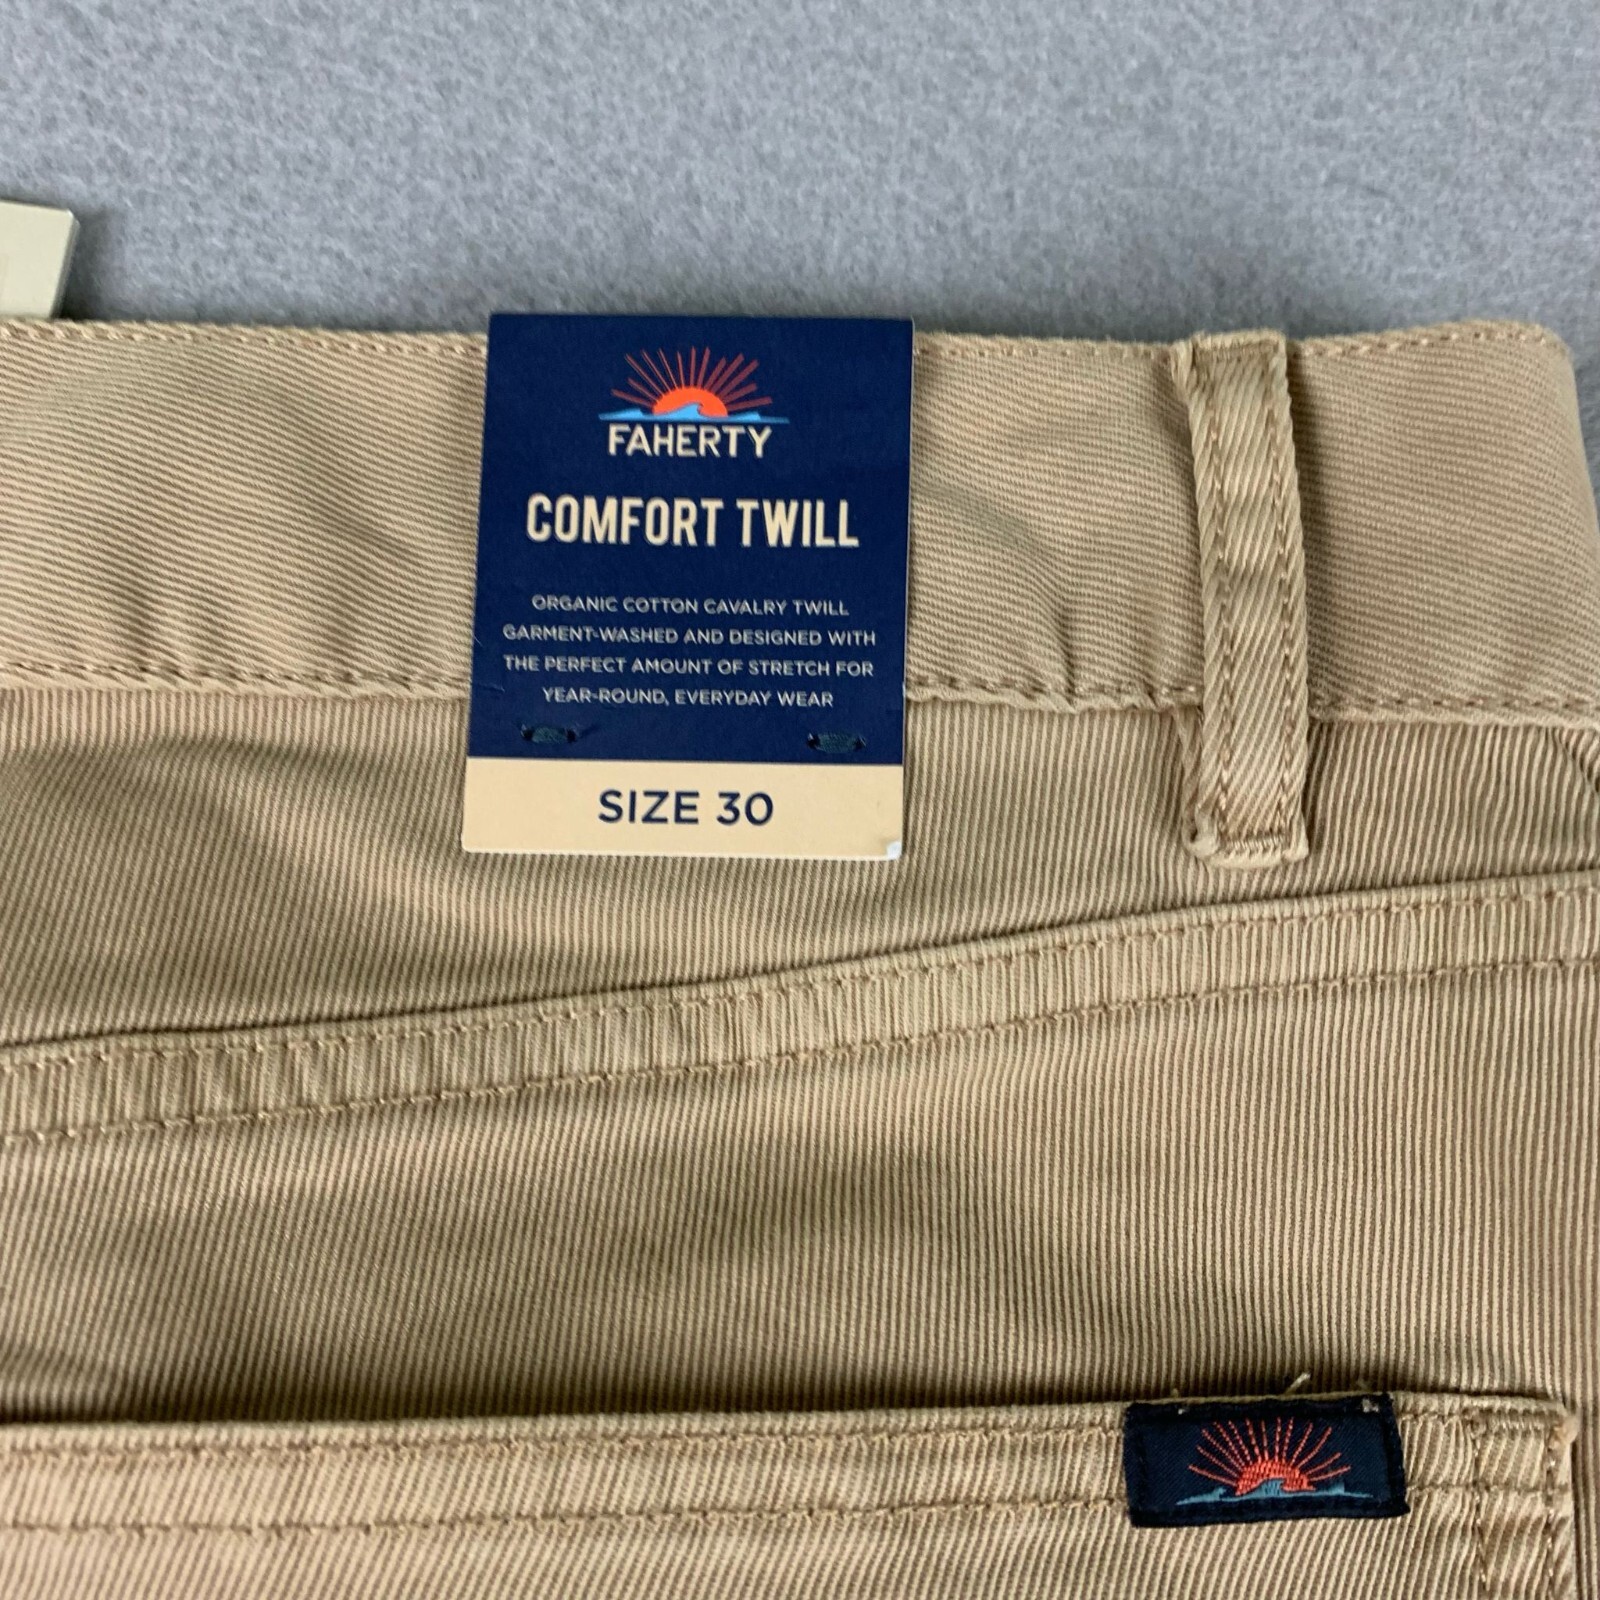 FAHERTY
COMFORT TWILL
ORGANIC COTTON CAVALRY TWILL
GARMENT-WASHED AND DESIGNED WITH
THE PERFECT AMOUNT OF STRETCH FOR
YEAR-ROUND, EVERYDAY WEAR
SIZE 30